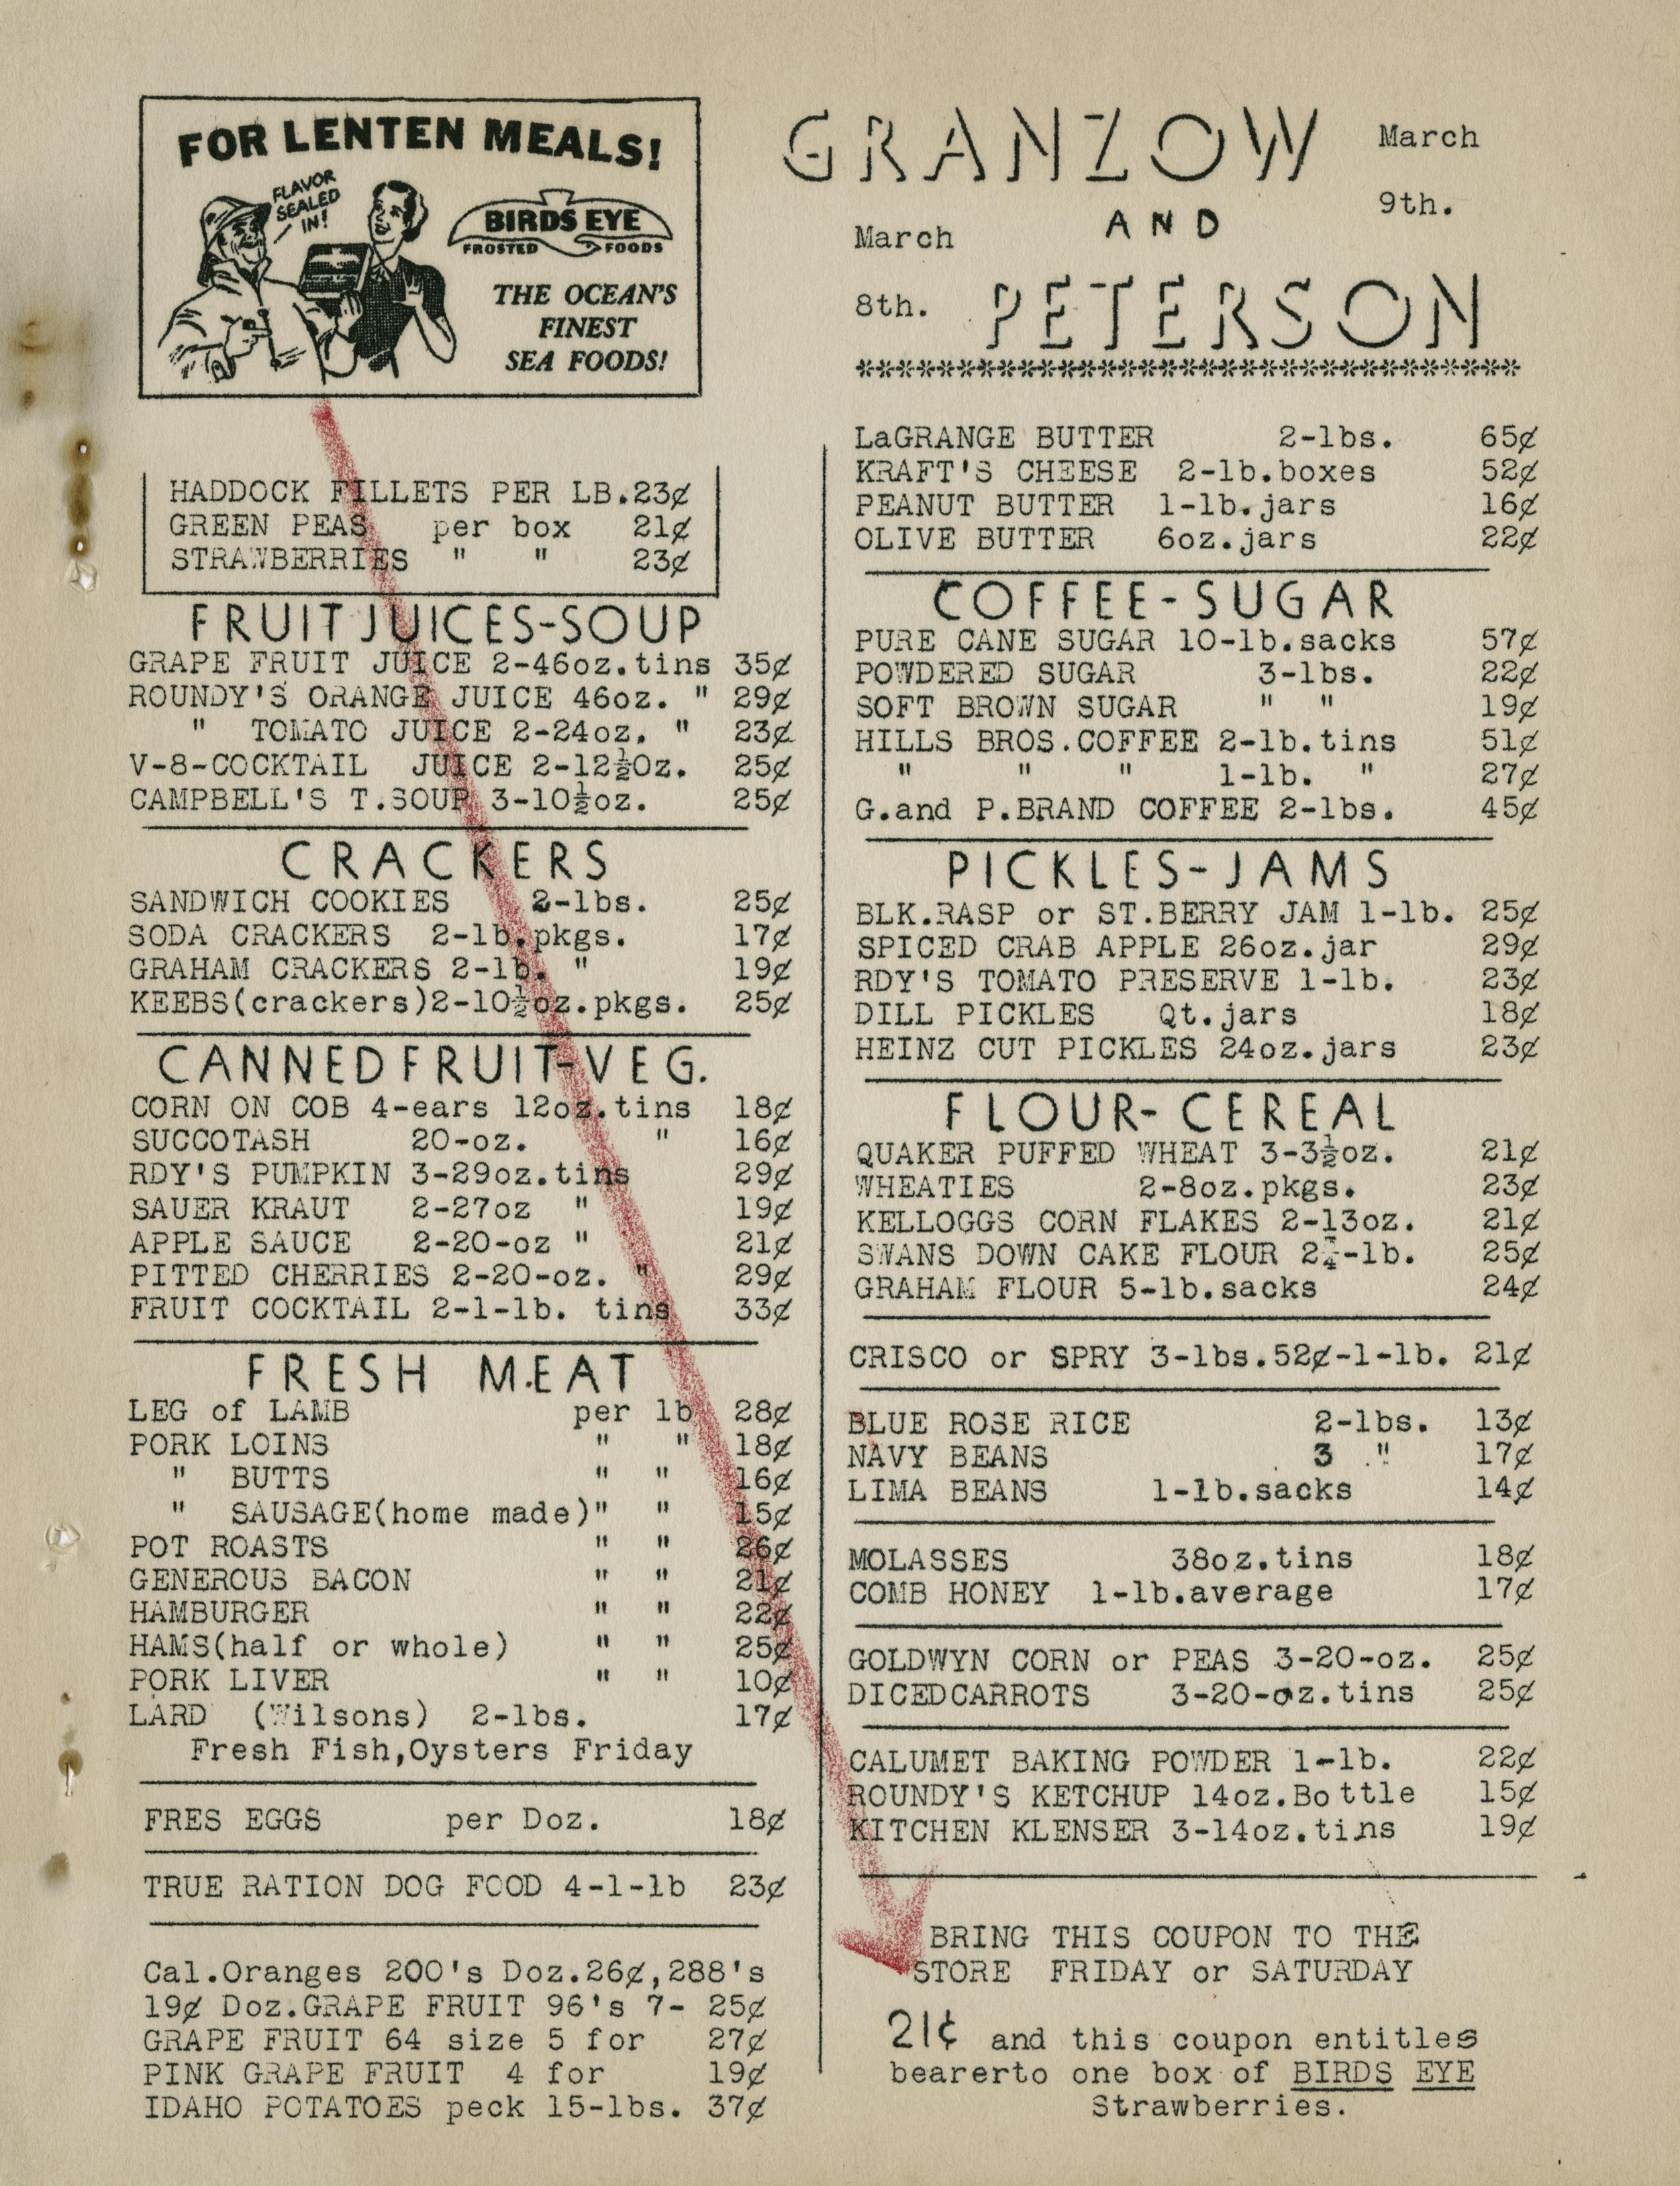 FOR LENTEN MEALS!
FLAVOR
SEALED
IN!
BIRDS EYE
FROSTED FOODS
THE OCEAN'S
FINEST
SEA FOODS!
HADDOCK FILLETS PER LB.23¢
GREEN PEAS per box 21¢
STRAWBERRIES " " 23¢
FRUIT JUICES-SOUP
GRAPE FRUIT JUICE 2-46oz.tins 35¢
ROUNDY'S ORANGE JUICE 46oz. " 29¢
" TOMATO JUICE 2-24oz. " 23¢
V-8-COCKTAIL JUICE 2-12½Oz. 25¢
CAMPBELL'S T.SOUP 3-10½oz. 25¢
CRACKERS
SANDWICH COOKIES 2-lbs. 25¢
SODA CRACKERS 2-lb.pkgs. 17¢
GRAHAM CRACKERS 2-lb. " 19¢
KEEBS(crackers)2-10½oz.pkgs. 25¢
CANNED FRUIT-VEG.
CORN ON COB 4-ears 12oz.tins 18¢
SUCCOTASH 20-oz. " 16¢
RDY'S PUMPKIN 3-29oz.tins 29¢
SAUER KRAUT 2-27oz " 19¢
APPLE SAUCE 2-20-oz " 21¢
PITTED CHERRIES 2-20-oz. " 29¢
FRUIT COCKTAIL 2-1-lb. tins 33¢
FRESH MEAT
LEG of LAMB per lb 28¢
PORK LOINS " " 18¢
" BUTTS " " 16¢
" SAUSAGE(home made)" " 15¢
POT ROASTS " " 26¢
GENEROUS BACON " " 21¢
HAMBURGER " " 22¢
HAMS(half or whole) " " 25¢
PORK LIVER " " 10¢
LARD (Wilsons) 2-lbs. 17¢
Fresh Fish,Oysters Friday
FRES EGGS per Doz. 18¢
TRUE RATION DOG FOOD 4-1-lb 23¢
Cal.Oranges 200's Doz.26¢,288's
19¢ Doz.GRAPE FRUIT 96's 7- 25¢
GRAPE FRUIT 64 size 5 for 27¢
PINK GRAPE FRUIT 4 for 19¢
IDAHO POTATOES peck 15-lbs. 37¢
GRANZOW
March
9th.
AND
March
8th.
PETERSON
*********************************
LaGRANGE BUTTER 2-lbs. 65¢
KRAFT'S CHEESE 2-lb.boxes 52¢
PEANUT BUTTER 1-lb.jars 16¢
OLIVE BUTTER 6oz.jars 22¢
COFFEE-SUGAR
PURE CANE SUGAR 10-lb.sacks 57¢
POWDERED SUGAR 3-lbs. 22¢
SOFT BROWN SUGAR " " 19¢
HILLS BROS.COFFEE 2-lb.tins 51¢
" " " 1-lb. " 27¢
G.and P.BRAND COFFEE 2-lbs. 45¢
PICKLES-JAMS
BLK.RASP or ST.BERRY JAM 1-lb. 25¢
SPICED CRAB APPLE 26oz.jar 29¢
RDY'S TOMATO PRESERVE 1-lb. 23¢
DILL PICKLES Qt.jars 18¢
HEINZ CUT PICKLES 24oz.jars 23¢
FLOUR-CEREAL
QUAKER PUFFED WHEAT 3-3½oz. 21¢
WHEATIES 2-8oz.pkgs. 23¢
KELLOGGS CORN FLAKES 2-13oz. 21¢
SWANS DOWN CAKE FLOUR 2¾-lb. 25¢
GRAHAM FLOUR 5-lb.sacks 24¢
CRISCO or SPRY 3-lbs.52¢-1-lb. 21¢
BLUE ROSE RICE 2-lbs. 13¢
NAVY BEANS 3 " 17¢
LIMA BEANS 1-lb.sacks 14¢
MOLASSES 38oz.tins 18¢
COMB HONEY 1-lb.average 17¢
GOLDWYN CORN or PEAS 3-20-oz. 25¢
DICEDCARROTS 3-20-oz.tins 25¢
CALUMET BAKING POWDER 1-lb. 22¢
ROUNDY'S KETCHUP 14oz.Bottle 15¢
KITCHEN KLENSER 3-14oz.tins 19¢
BRING THIS COUPON TO THE
STORE FRIDAY or SATURDAY
21¢ and this coupon entitles
bearerto one box of BIRDS EYE
Strawberries.